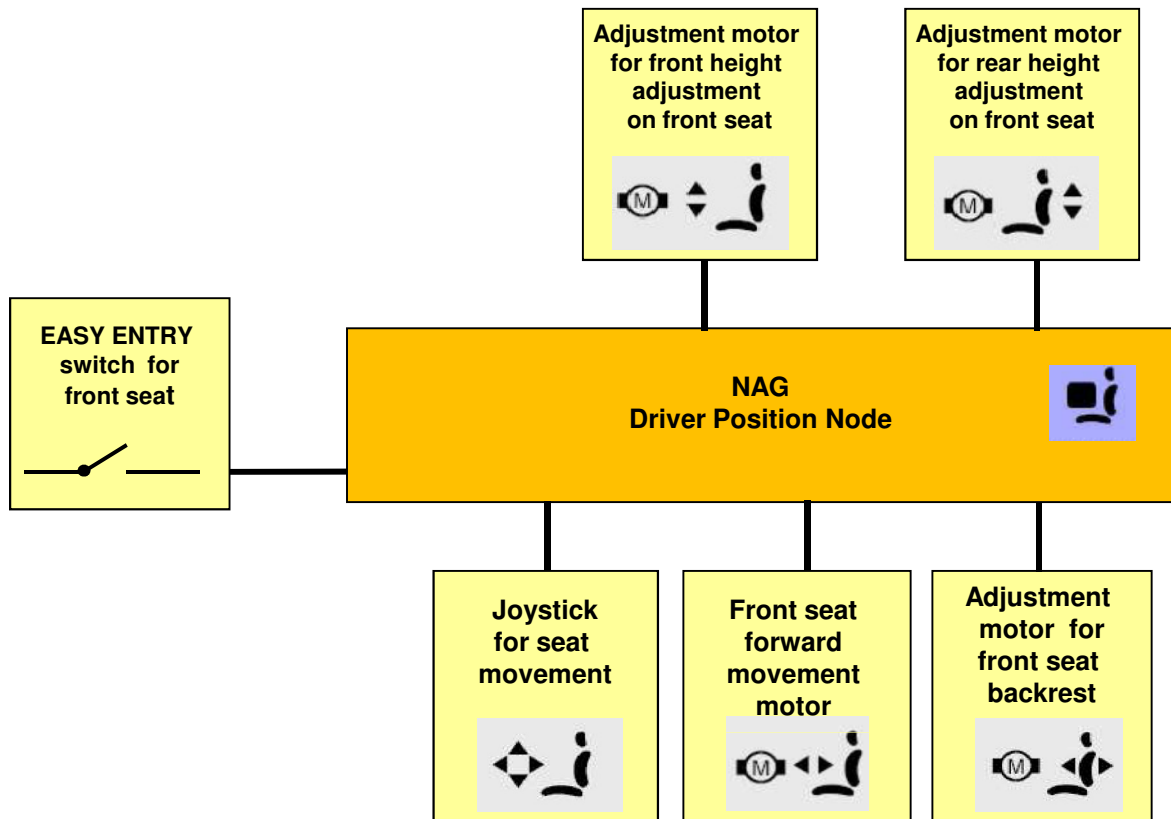 Adjustment motor
for front height
adjustment
on front seat
M
Adjustment motor
for rear height
adjustment
on front seat
M
EASY ENTRY
switch for
front seat
NAG
Driver Position Node
Joystick
for seat
movement
Front seat
forward
movement
motor
M
Adjustment
motor for
front seat
backrest
M